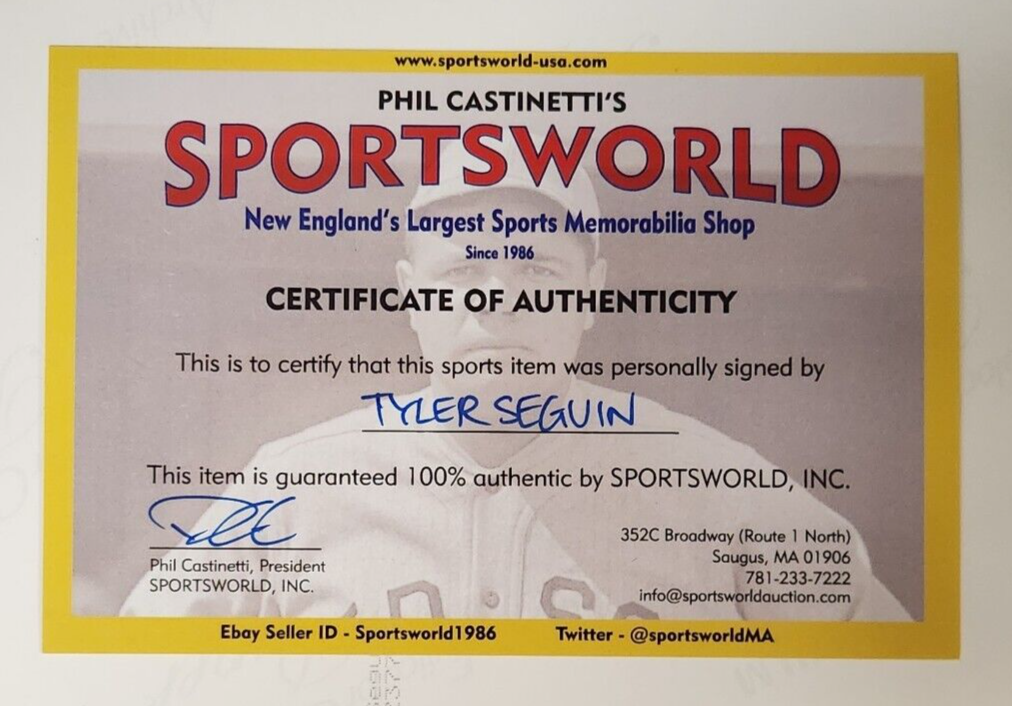 www.sportsworld-usa.com
PHIL CASTINETTI'S
SPORTSWORLD
New England's Largest Sports Memorabilia Shop
Since 1986
CERTIFICATE OF AUTHENTICITY
This is to certify that this sports item was personally signed by
TYLER SEGUIN
This item is guaranteed 100% authentic by SPORTSWORLD, INC.
Phil Castinetti, President
SPORTSWORLD, INC.
352C Broadway (Route 1 North)
Saugus, MA 01906
781-233-7222
info@sportsworldauction.com
Ebay Seller ID - Sportsworld1986
Twitter - @sportsworldMA